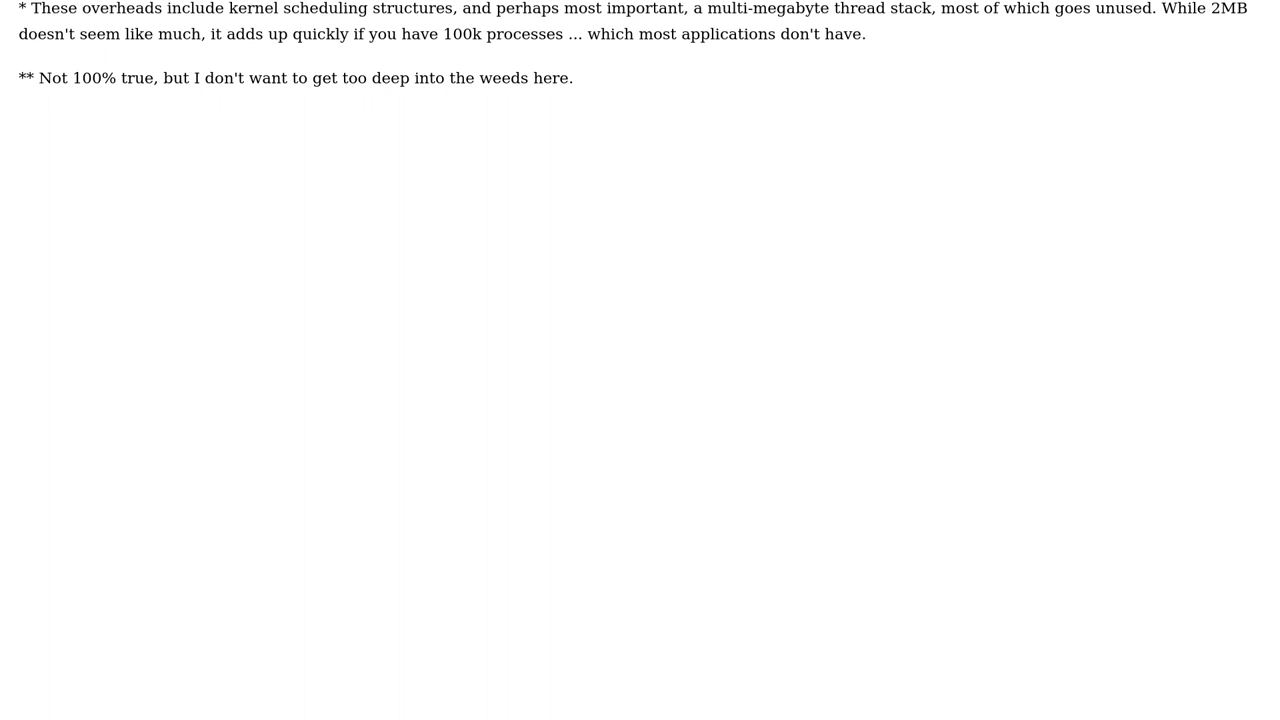 * These overheads include kernel scheduling structures, and perhaps most important, a multi-megabyte thread stack, most of which goes unused. While 2MB
doesn't seem like much, it adds up quickly if you have 100k processes ... which most applications don't have.
** Not 100% true, but I don't want to get too deep into the weeds here.